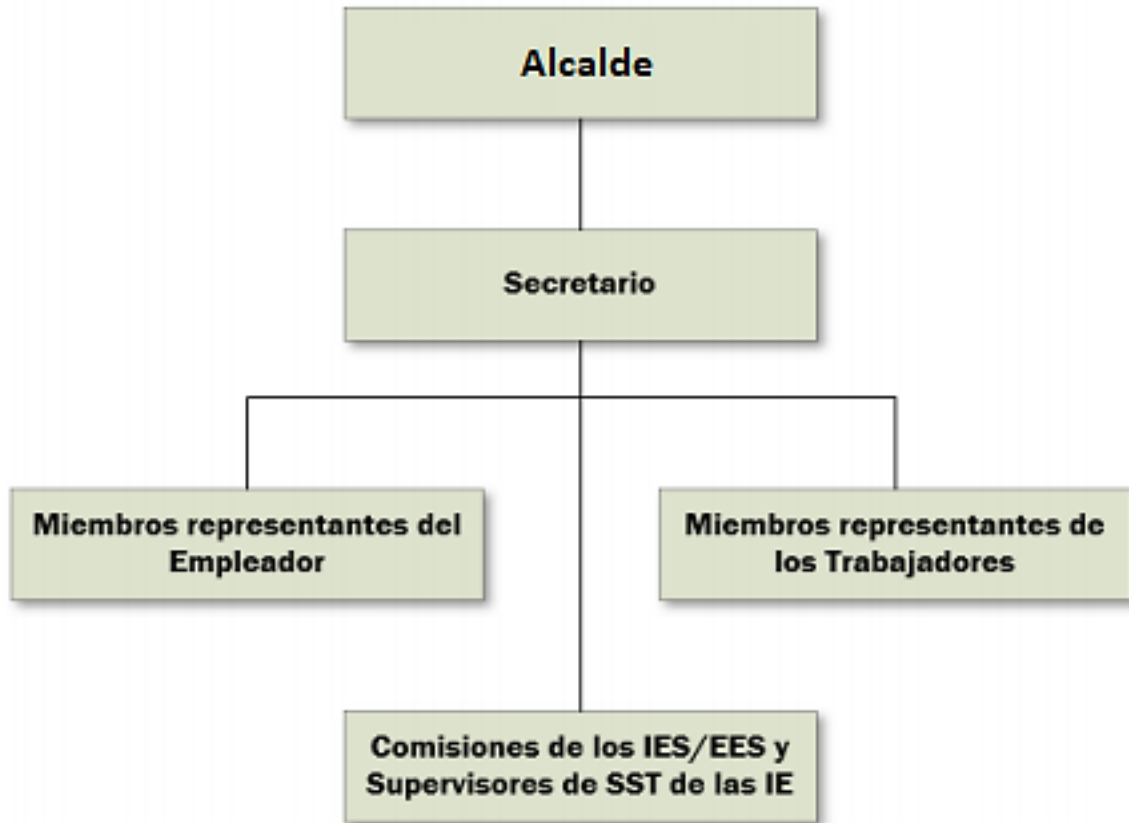 Alcalde
Secretario
Miembros representantes del
Empleador
Miembros representantes de
los Trabajadores
Comisiones de los IES/EES y
Supervisores de SST de las IE